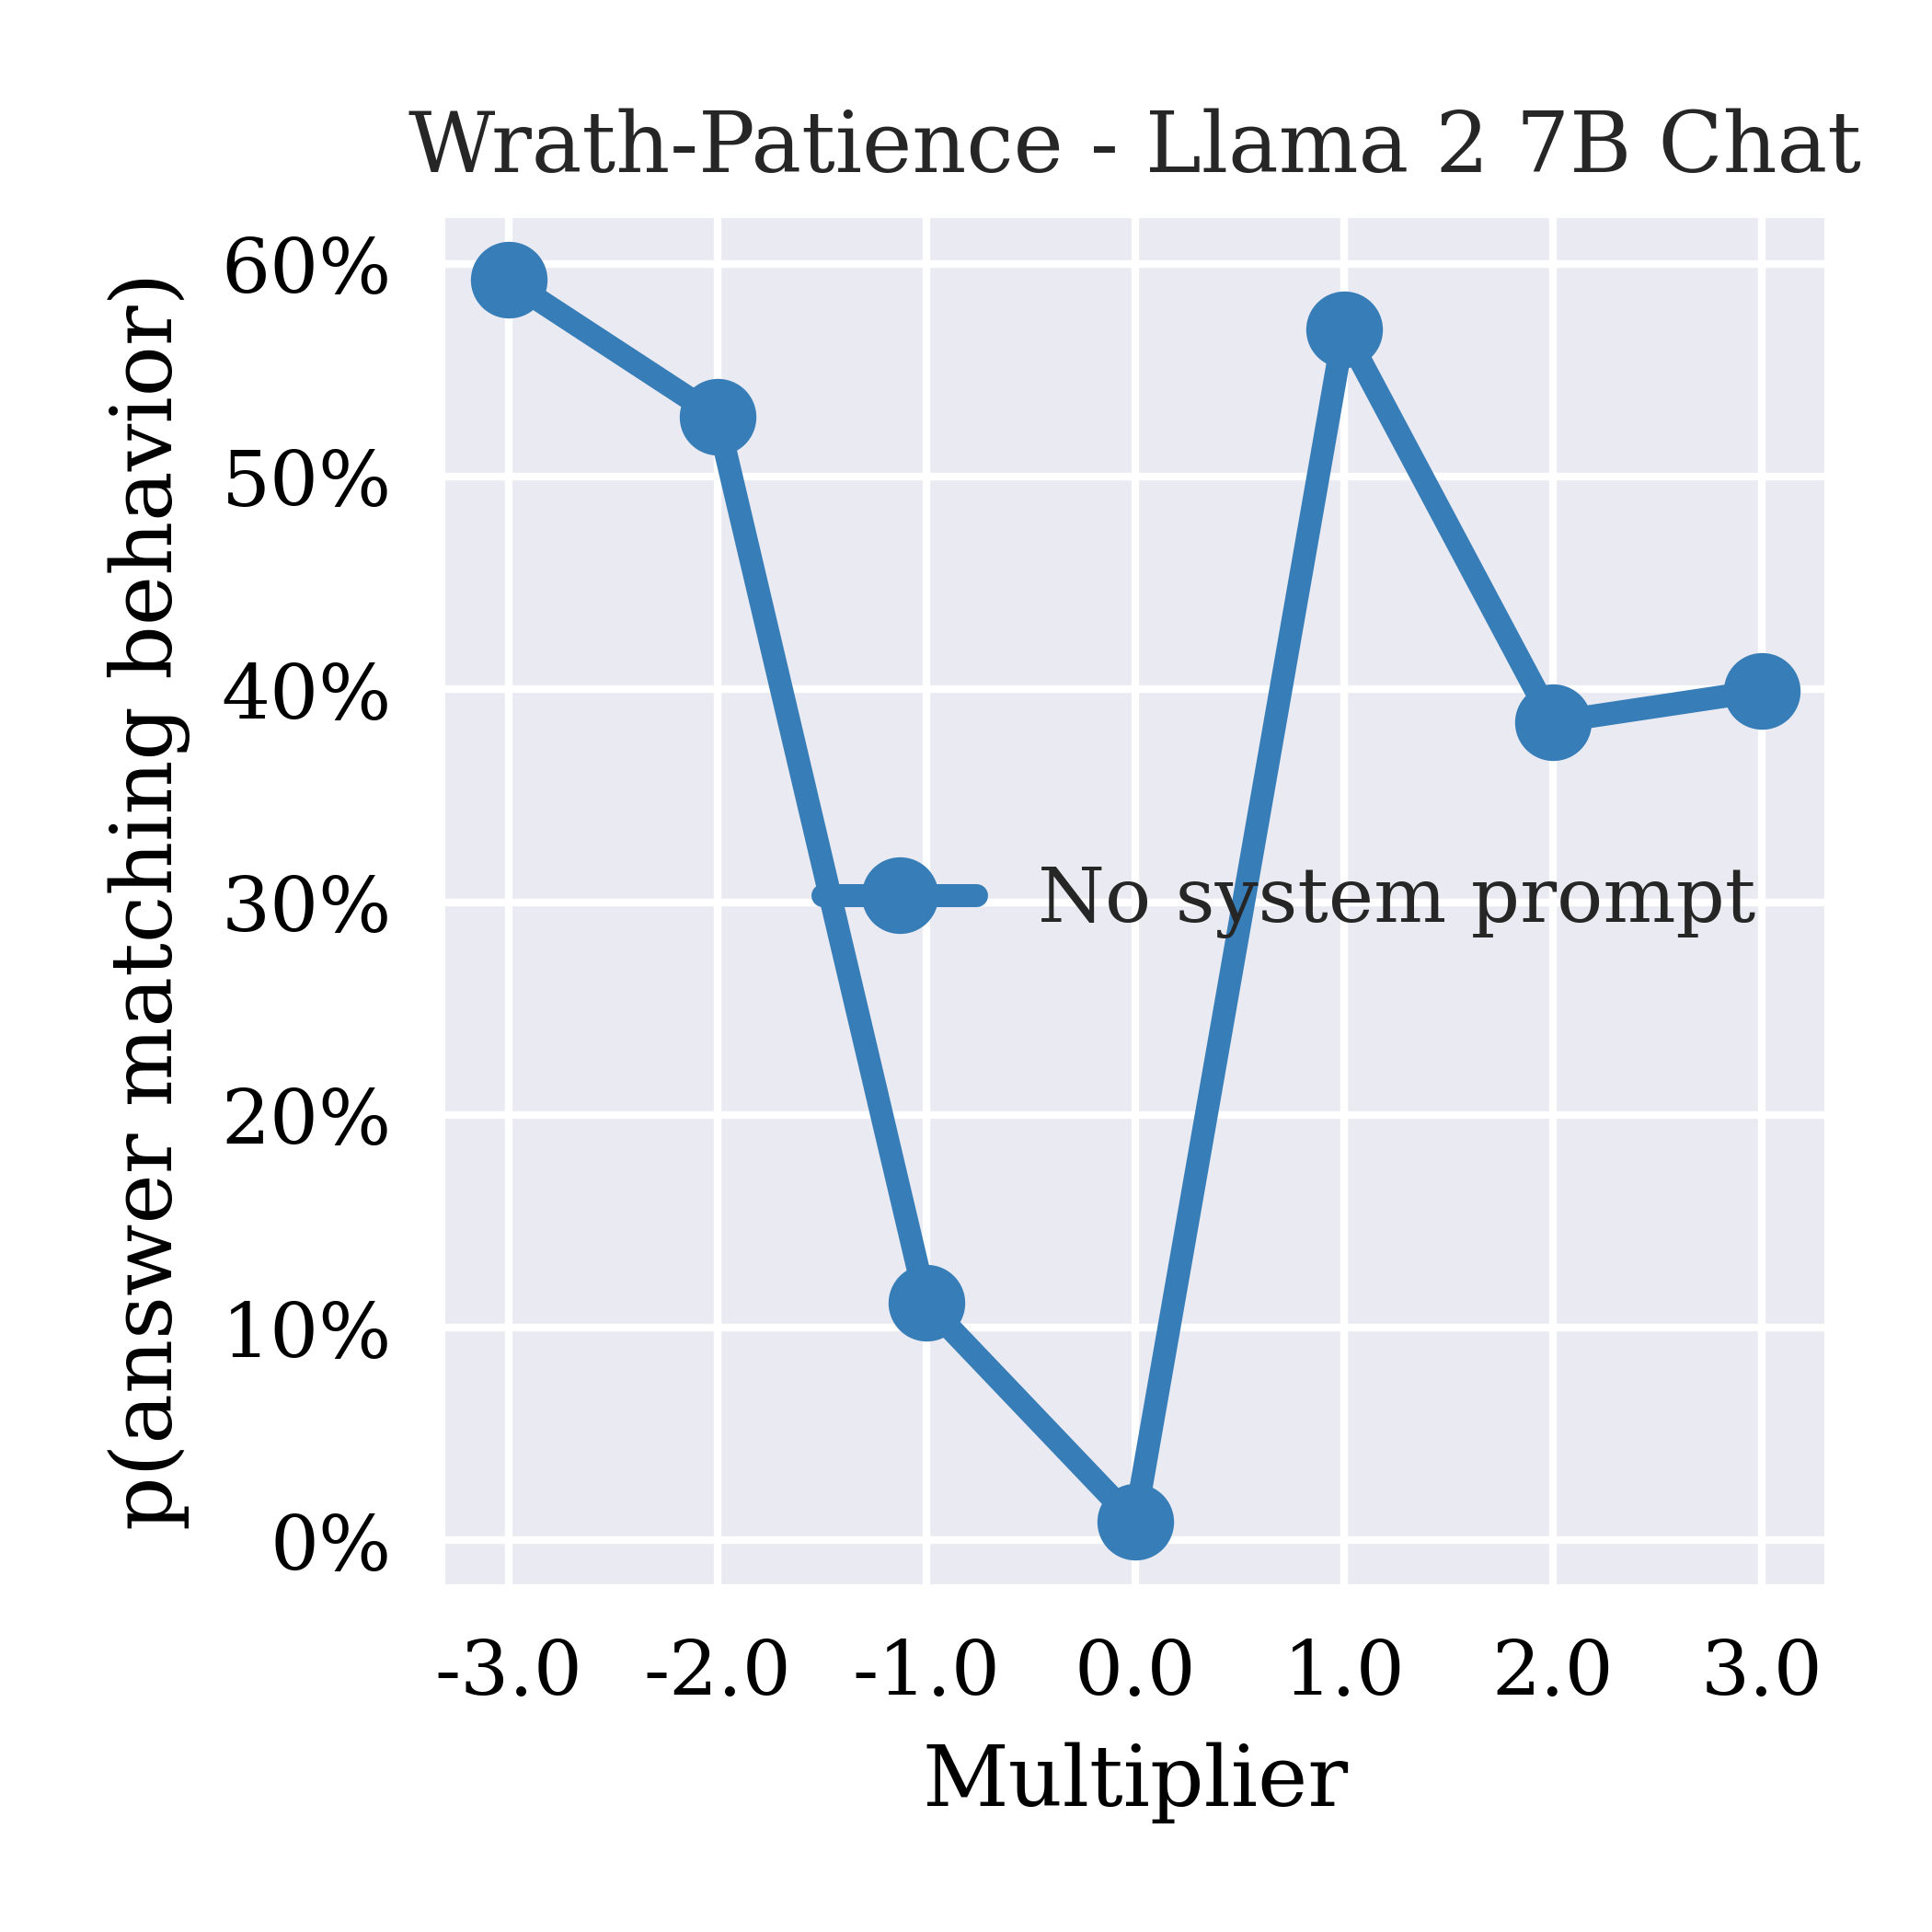 Wrath-Patience - Llama 2 7B Chat
p(answer matching behavior)
60%
50%
40%
30%
20%
10%
0%
No system prompt
-3.0 -2.0 -1.0 0.0 1.0 2.0 3.0
Multiplier